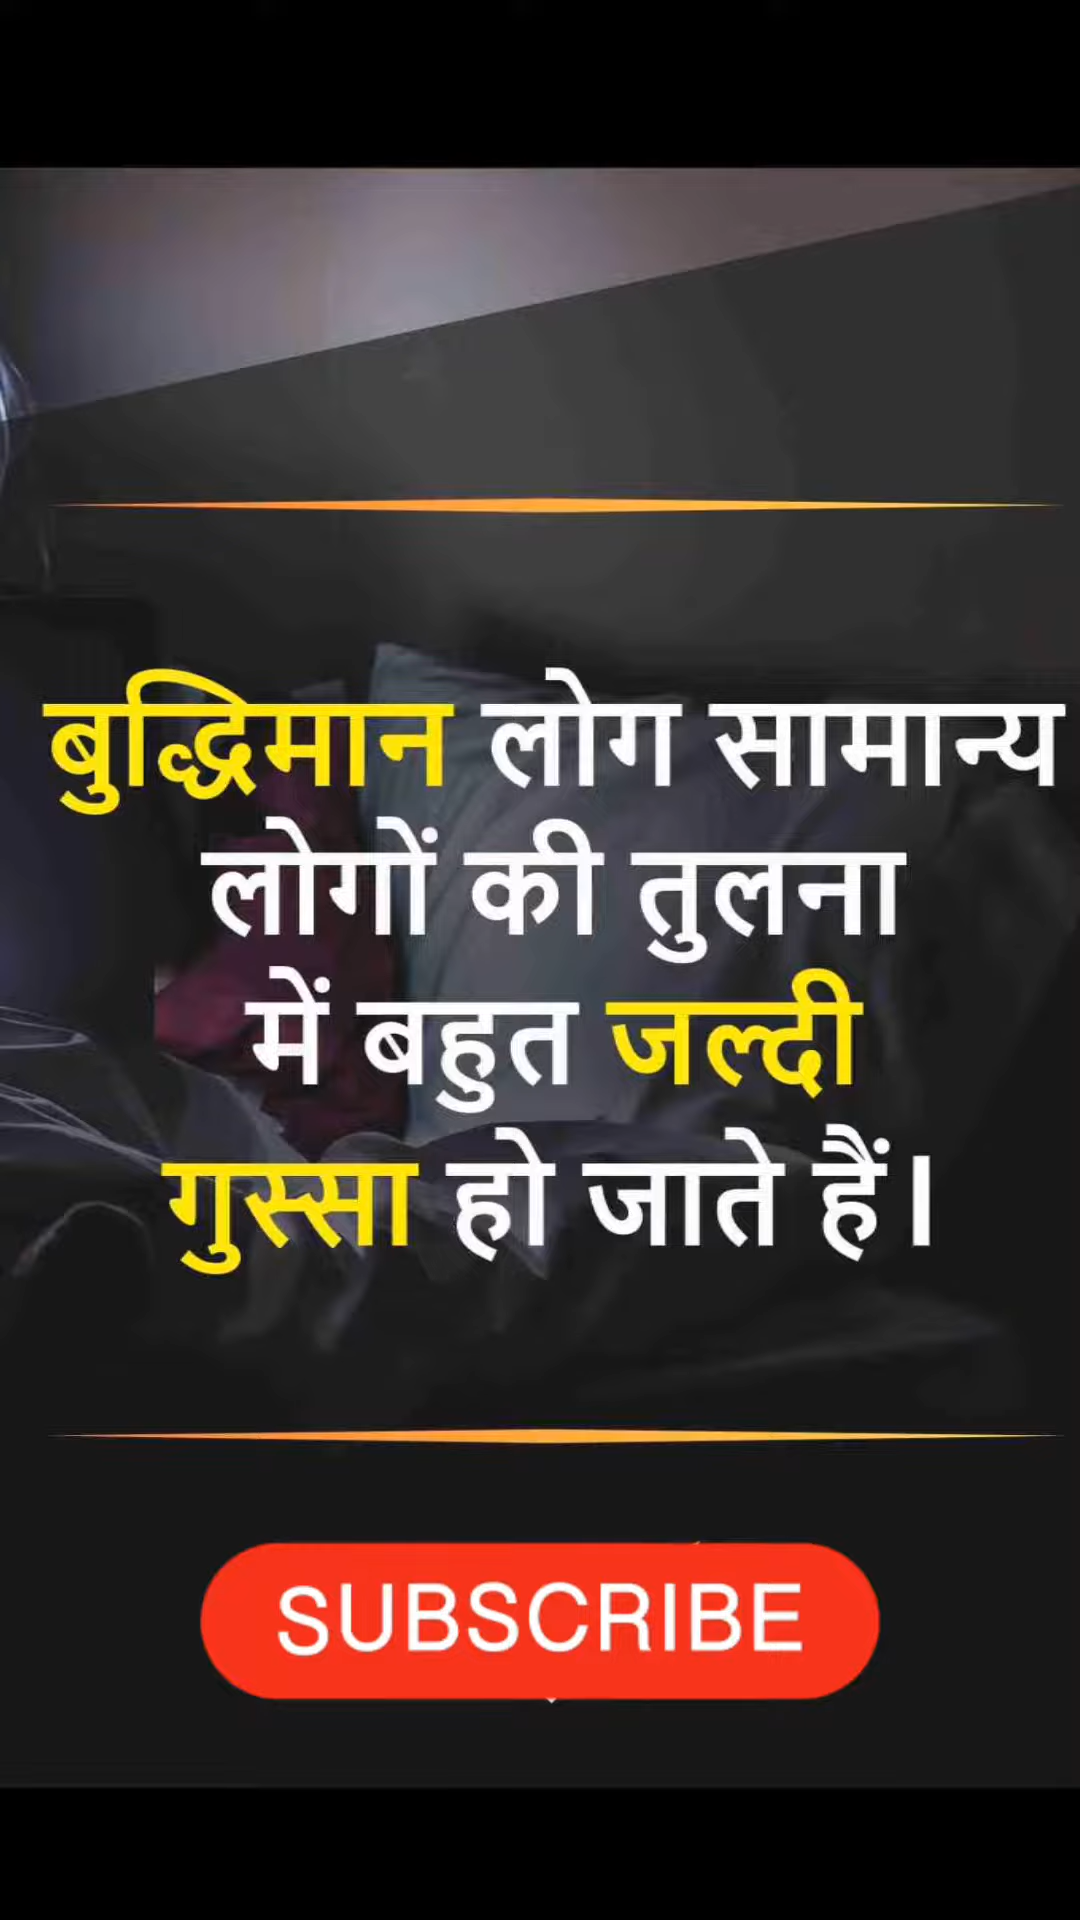 बुद्धिमान लोग सामान्य
लोगों की तुलना
में बहुत जल्दी
गुस्सा हो जाते हैं।
SUBSCRIBE